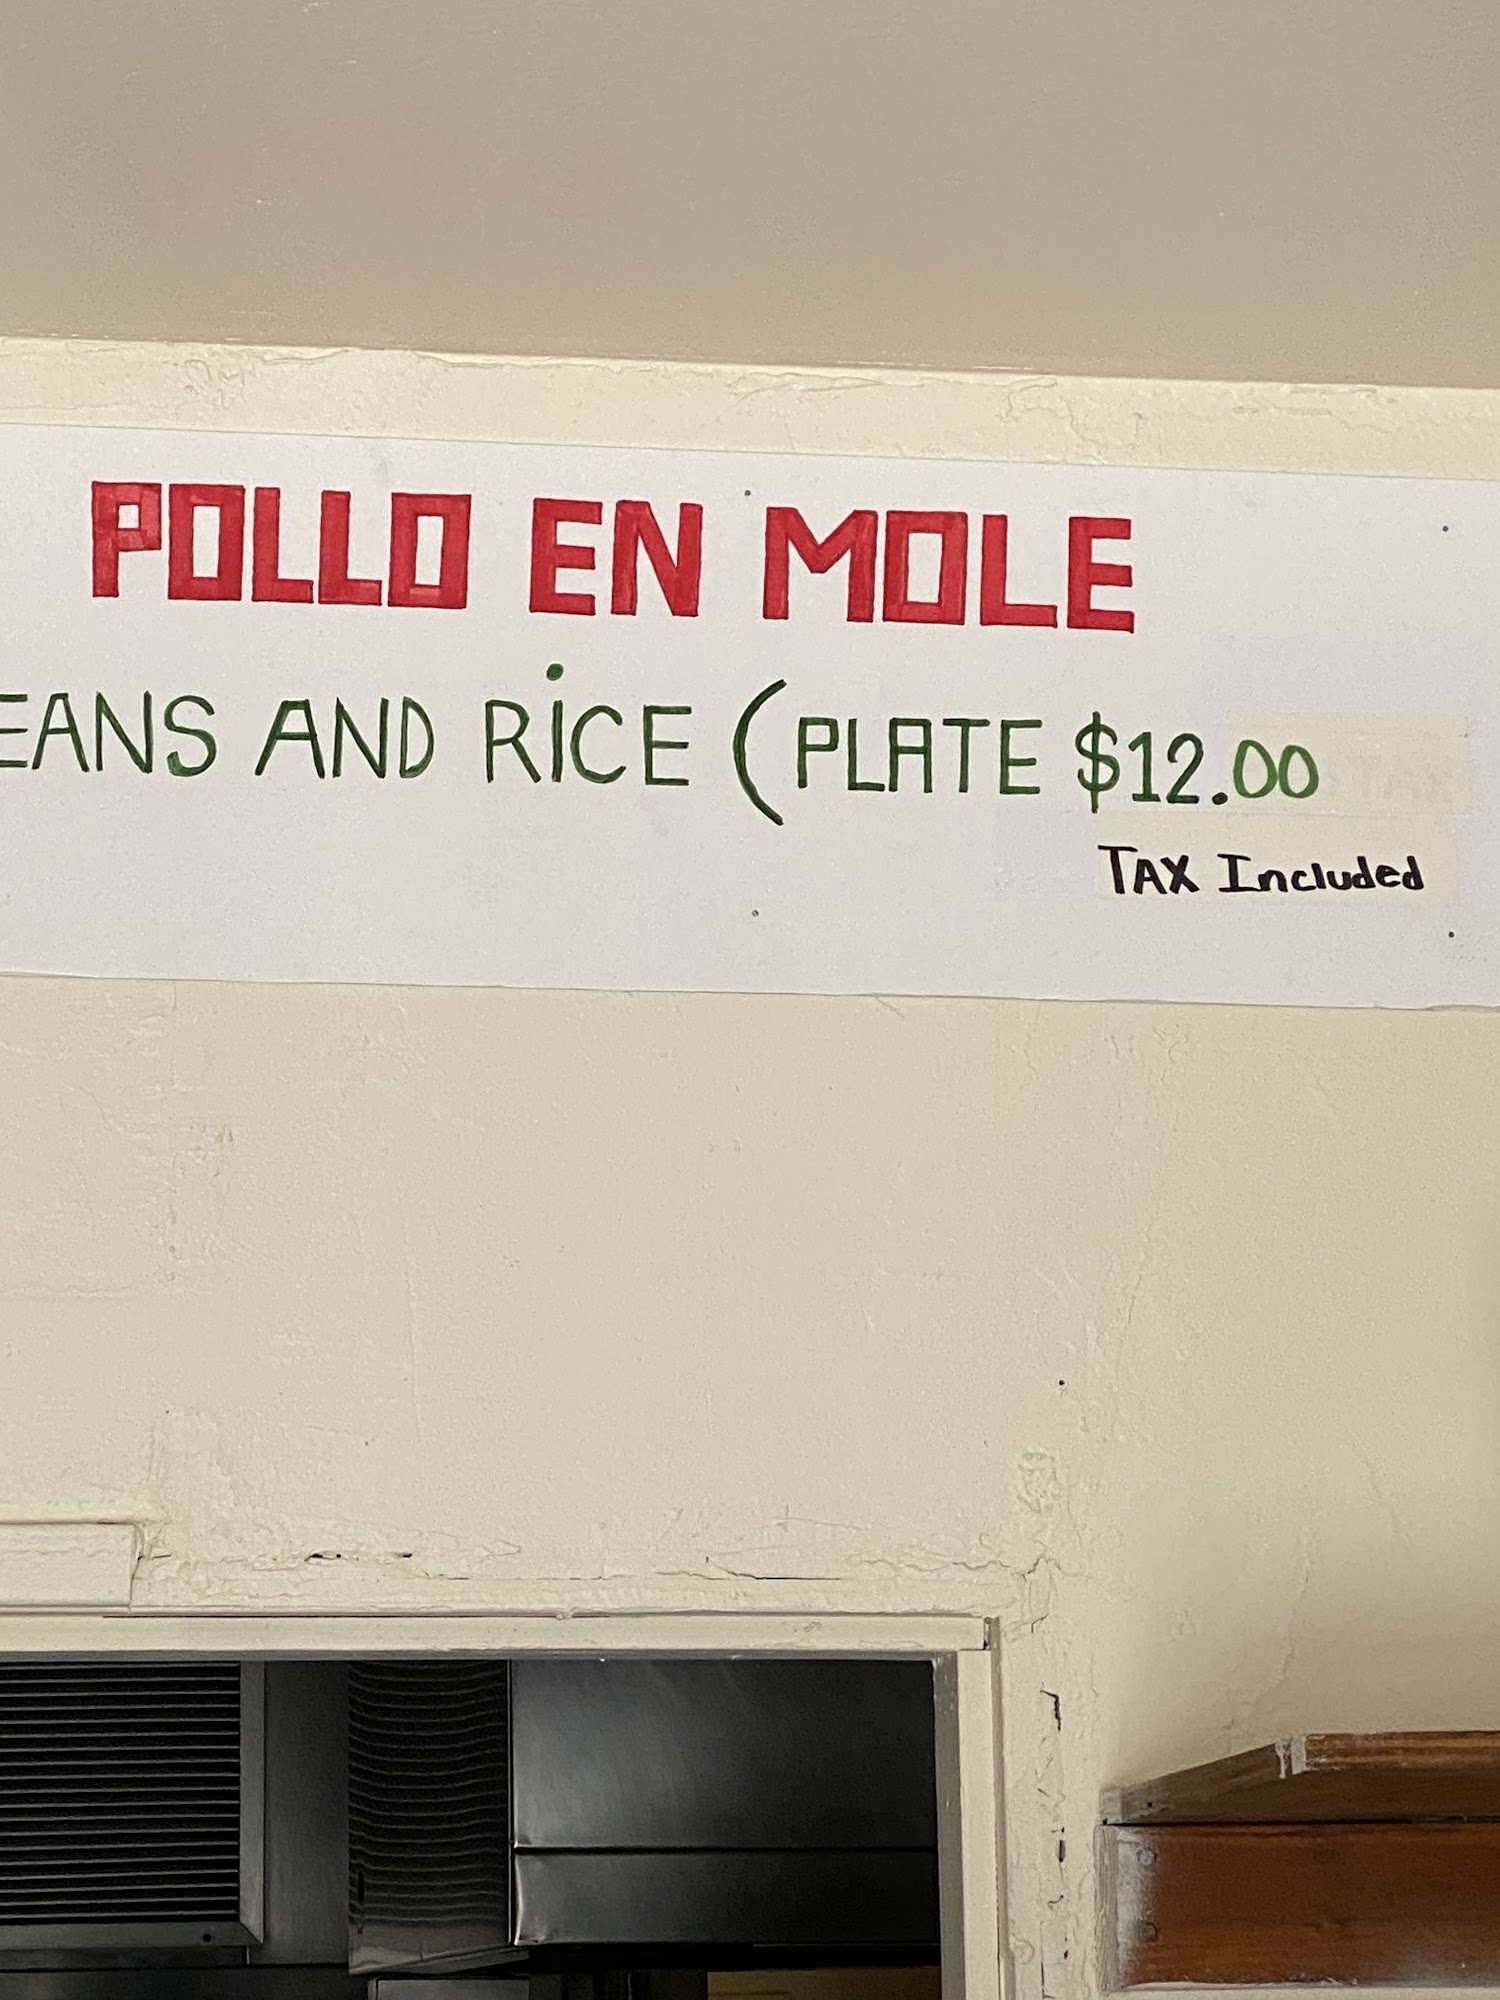 POLLO EN MOLE
EANS AND RICE (PLATE $12.00
TAX Included